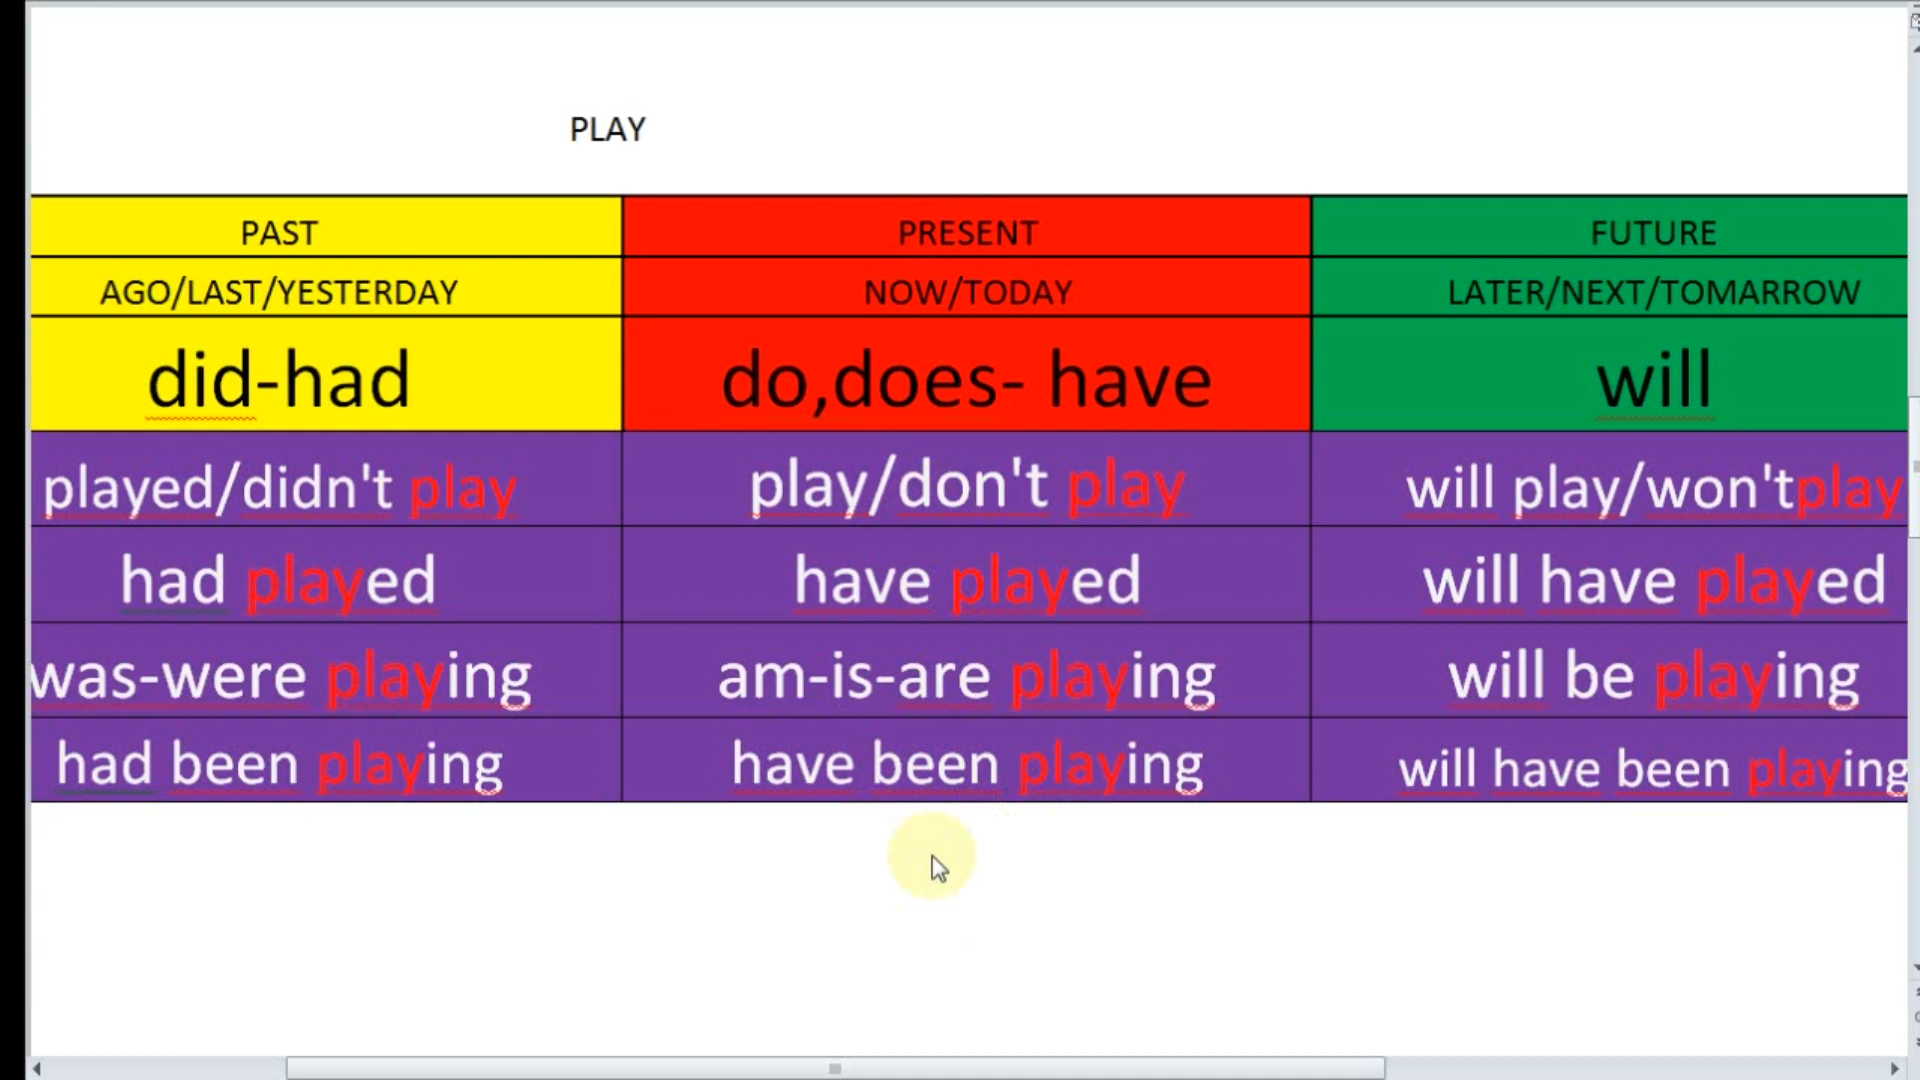 PLAY
PAST PRESENT FUTURE
AGO/LAST/YESTERDAY NOW/TODAY LATER/NEXT/TOMARROW
did-had do,does- have will
played/didn't play play/don't play will play/won'tplay
had played have played will have played
was-were playing am-is-are playing will be playing
had been playing have been playing will have been playing